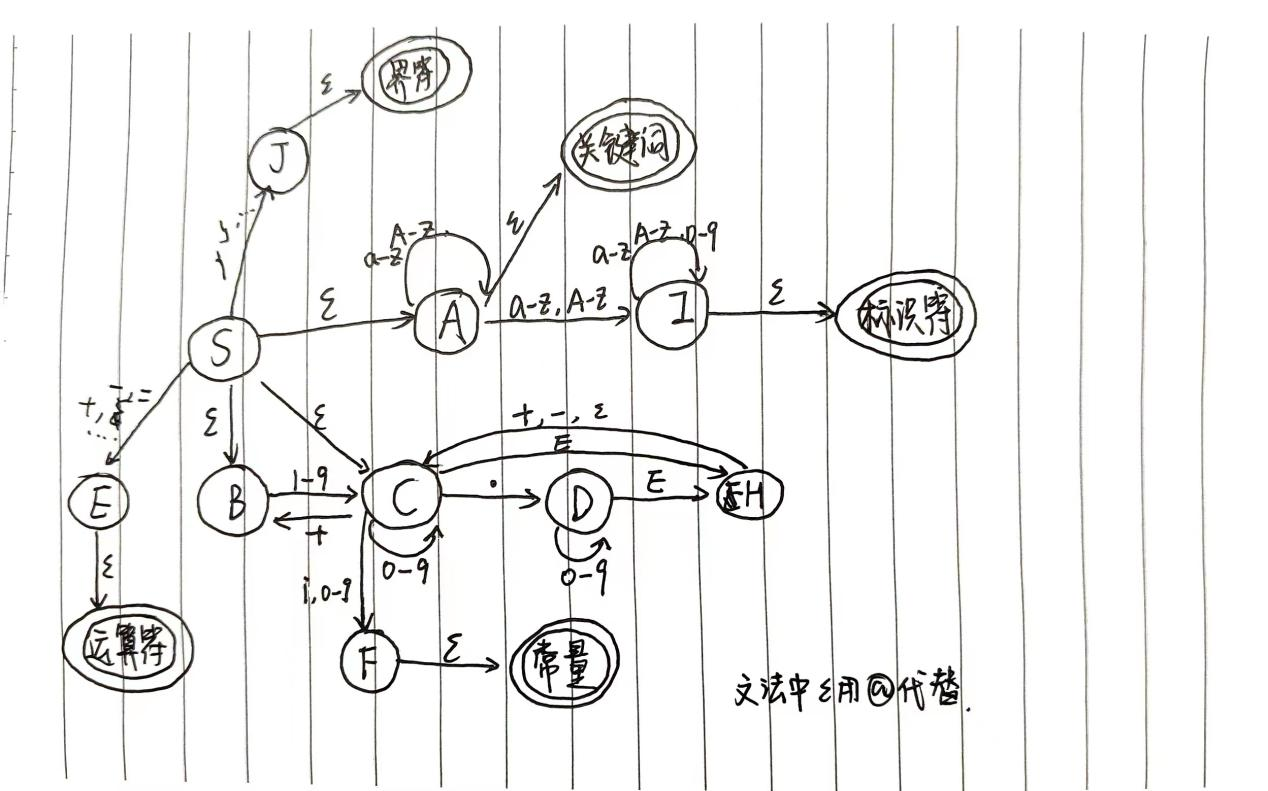 界符
ε
J
关键词
A-Z
a-z
ε
A-Z, 0-9
a-z
S
ε
A
a-z, A-Z
I
ε
标识符
ε
ε
+, -, ε
E
E
1-9
B
C
.
D
E
H
+
0-9
0-9
ε
i, 0-9
运算符
F
ε
常量
文法中ε用@代替.